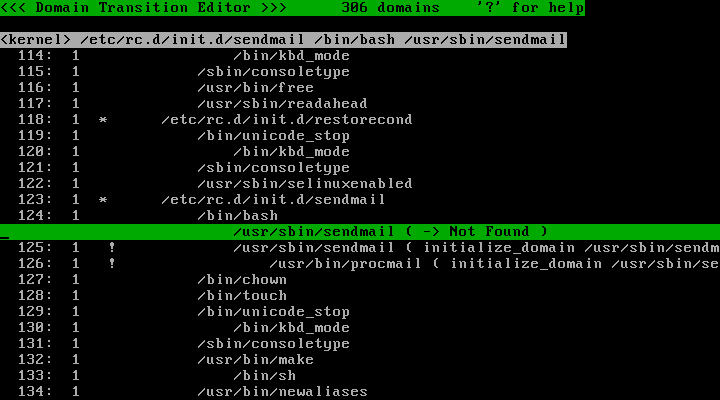 <<< Domain Transition Editor >>>      306 domains    '?' for help
<kernel> /etc/rc.d/init.d/sendmail /bin/bash /usr/sbin/sendmail
114:  1                 /bin/kbd_mode
115:  1             /sbin/consoletype
116:  1             /usr/bin/free
117:  1             /usr/sbin/readahead
118:  1  *      /etc/rc.d/init.d/restorecond
119:  1             /bin/unicode_stop
120:  1                 /bin/kbd_mode
121:  1             /sbin/consoletype
122:  1             /usr/sbin/selinuxenabled
123:  1  *      /etc/rc.d/init.d/sendmail
124:  1             /bin/bash
/usr/sbin/sendmail ( -> Not Found )
125:  1   !             /usr/sbin/sendmail ( initialize_domain /usr/sbin/sendm
126:  1   !                 /usr/bin/procmail ( initialize_domain /usr/sbin/se
127:  1             /bin/chown
128:  1             /bin/touch
129:  1             /bin/unicode_stop
130:  1                 /bin/kbd_mode
131:  1             /sbin/consoletype
132:  1             /usr/bin/make
133:  1                 /bin/sh
134:  1             /usr/bin/newaliases